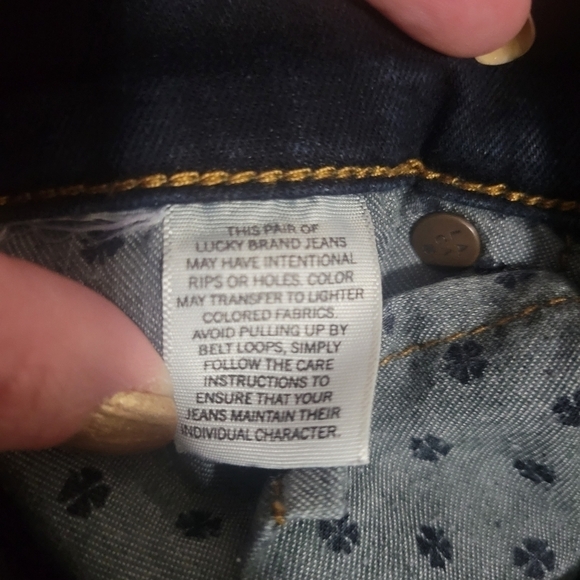 THIS PAIR OF
LUCKY BRAND JEANS
MAY HAVE INTENTIONAL
RIPS OR HOLES. COLOR
MAY TRANSFER TO LIGHTER
COLORED FABRICS.
AVOID PULLING UP BY
BELT LOOPS, SIMPLY
FOLLOW THE CARE
INSTRUCTIONS TO
ENSURE THAT YOUR
JEANS MAINTAIN THEIR
INDIVIDUAL CHARACTER.